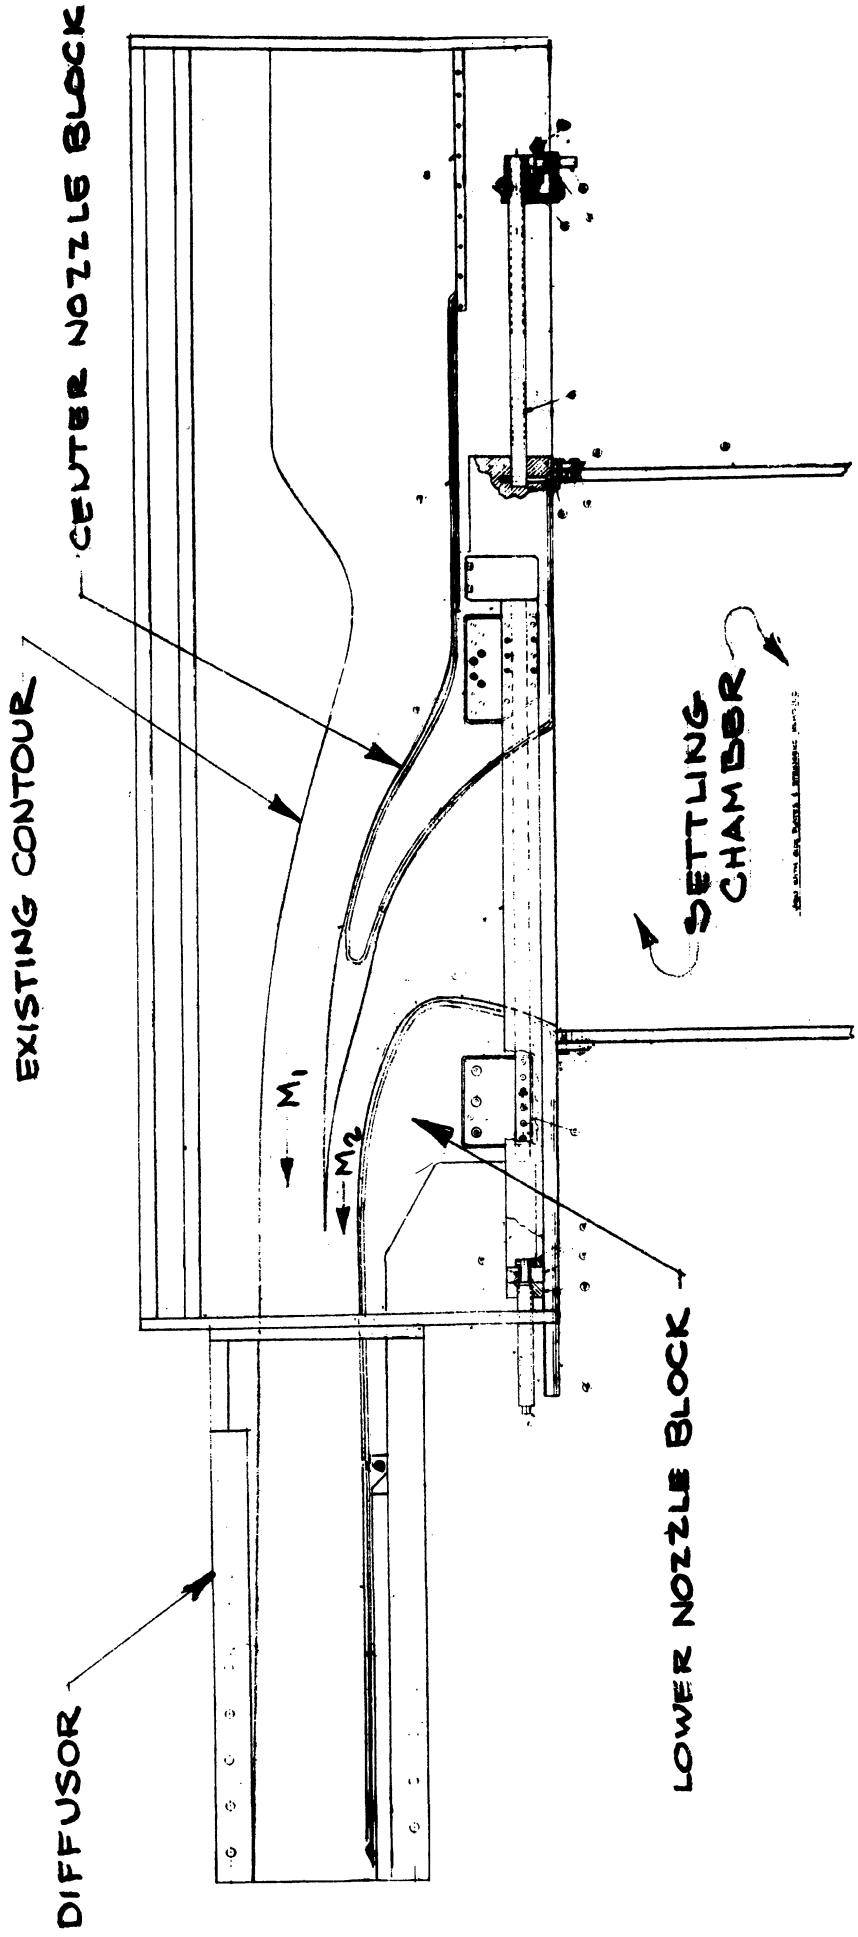 CENTER NOZZLE BLOCK
EXISTING CONTOUR
M1
M2
SETTLING
CHAMBER
DIFFUSOR
LOWER NOZZLE BLOCK